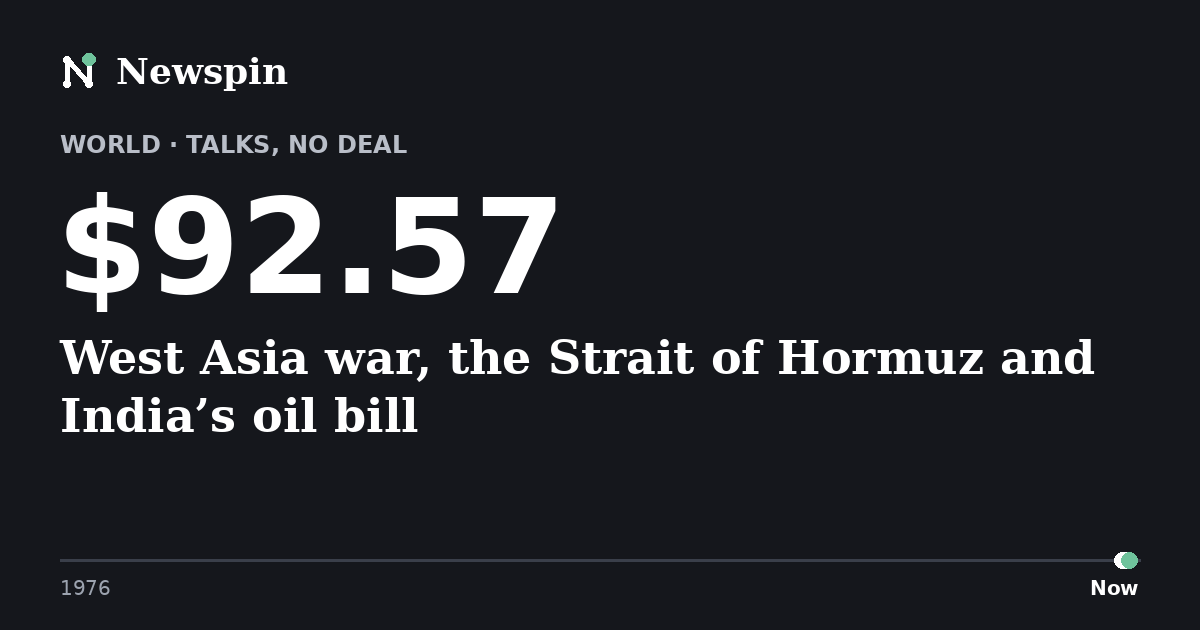 Newspin
WORLD · TALKS, NO DEAL
$92.57
West Asia war, the Strait of Hormuz and
India’s oil bill
1976
Now